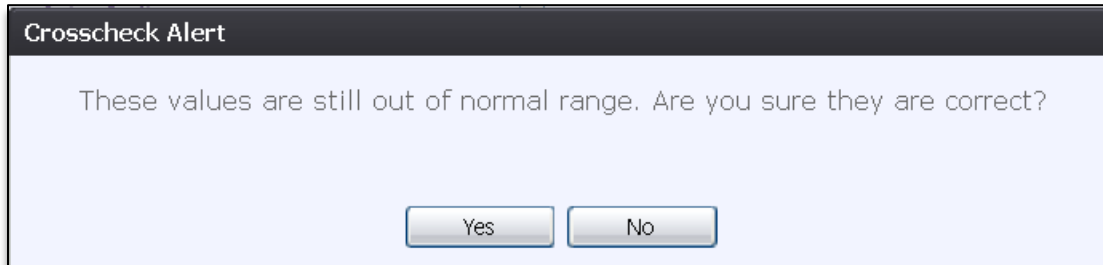 Crosscheck Alert
These values are still out of normal range. Are you sure they are correct?
Yes No